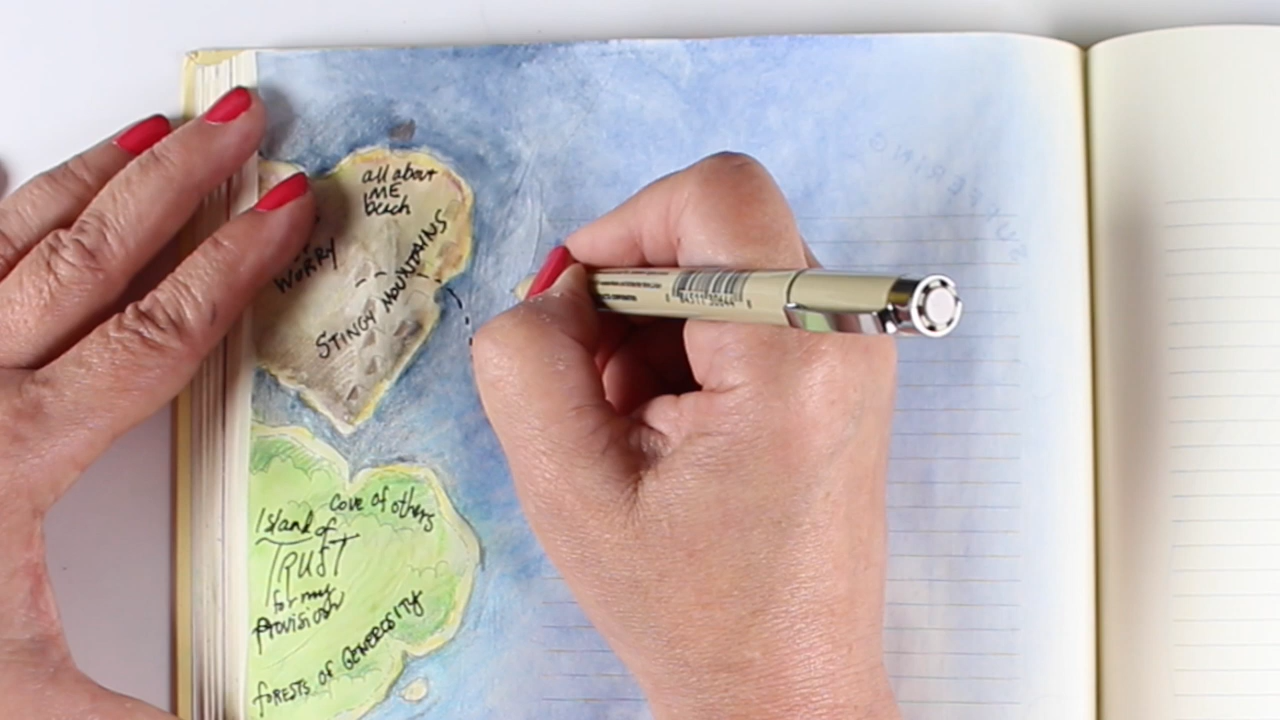 all about
ME
beach
WORRY
STINGY MOUNTAINS
cove of others
Island of
TRUST
for my
Provision
FORESTS OF GENEROSITY